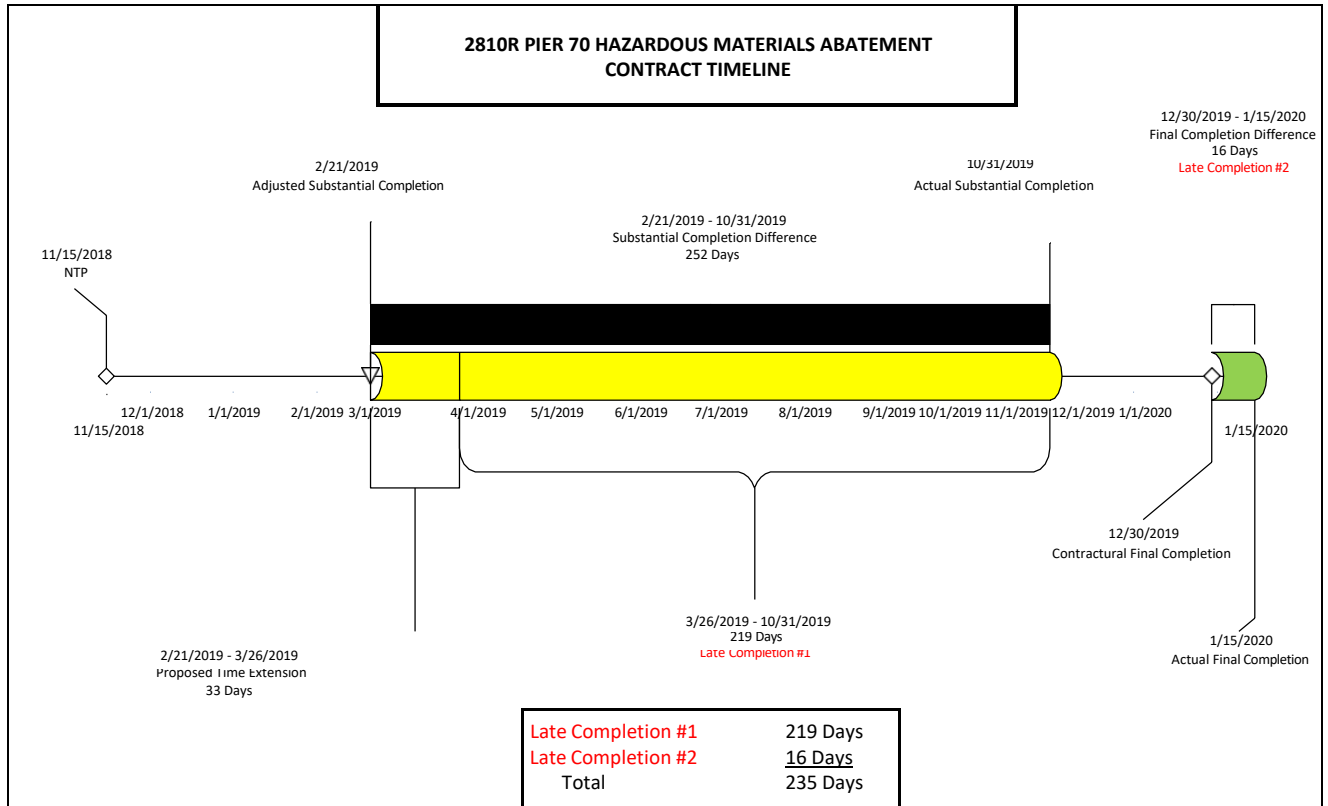 2810R PIER 70 HAZARDOUS MATERIALS ABATEMENT
CONTRACT TIMELINE
12/30/2019 - 1/15/2020
Final Completion Difference
16 Days
Late Completion #2
2/21/2019
Adjusted Substantial Completion
10/31/2019
Actual Substantial Completion
2/21/2019 - 10/31/2019
Substantial Completion Difference
252 Days
11/15/2018
NTP
12/1/2018 1/1/2019 2/1/2019 3/1/2019 4/1/2019 5/1/2019 6/1/2019 7/1/2019 8/1/2019 9/1/2019 10/1/2019 11/1/2019 12/1/2019 1/1/2020
11/15/2018
1/15/2020
12/30/2019
Contractural Final Completion
3/26/2019 - 10/31/2019
219 Days
Late Completion #1
1/15/2020
Actual Final Completion
2/21/2019 - 3/26/2019
Proposed Time Extension
33 Days
Late Completion #1 219 Days
Late Completion #2 16 Days
Total 235 Days